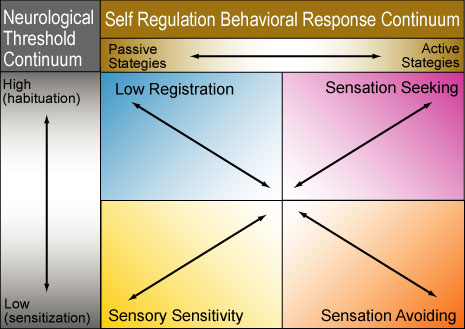 Neurological
Threshold
Continuum
Self Regulation Behavioral Response Continuum
Passive
Stategies
Active
Stategies
High
(habituation)
Low Registration
Sensation Seeking
Low
(sensitization)
Sensory Sensitivity
Sensation Avoiding